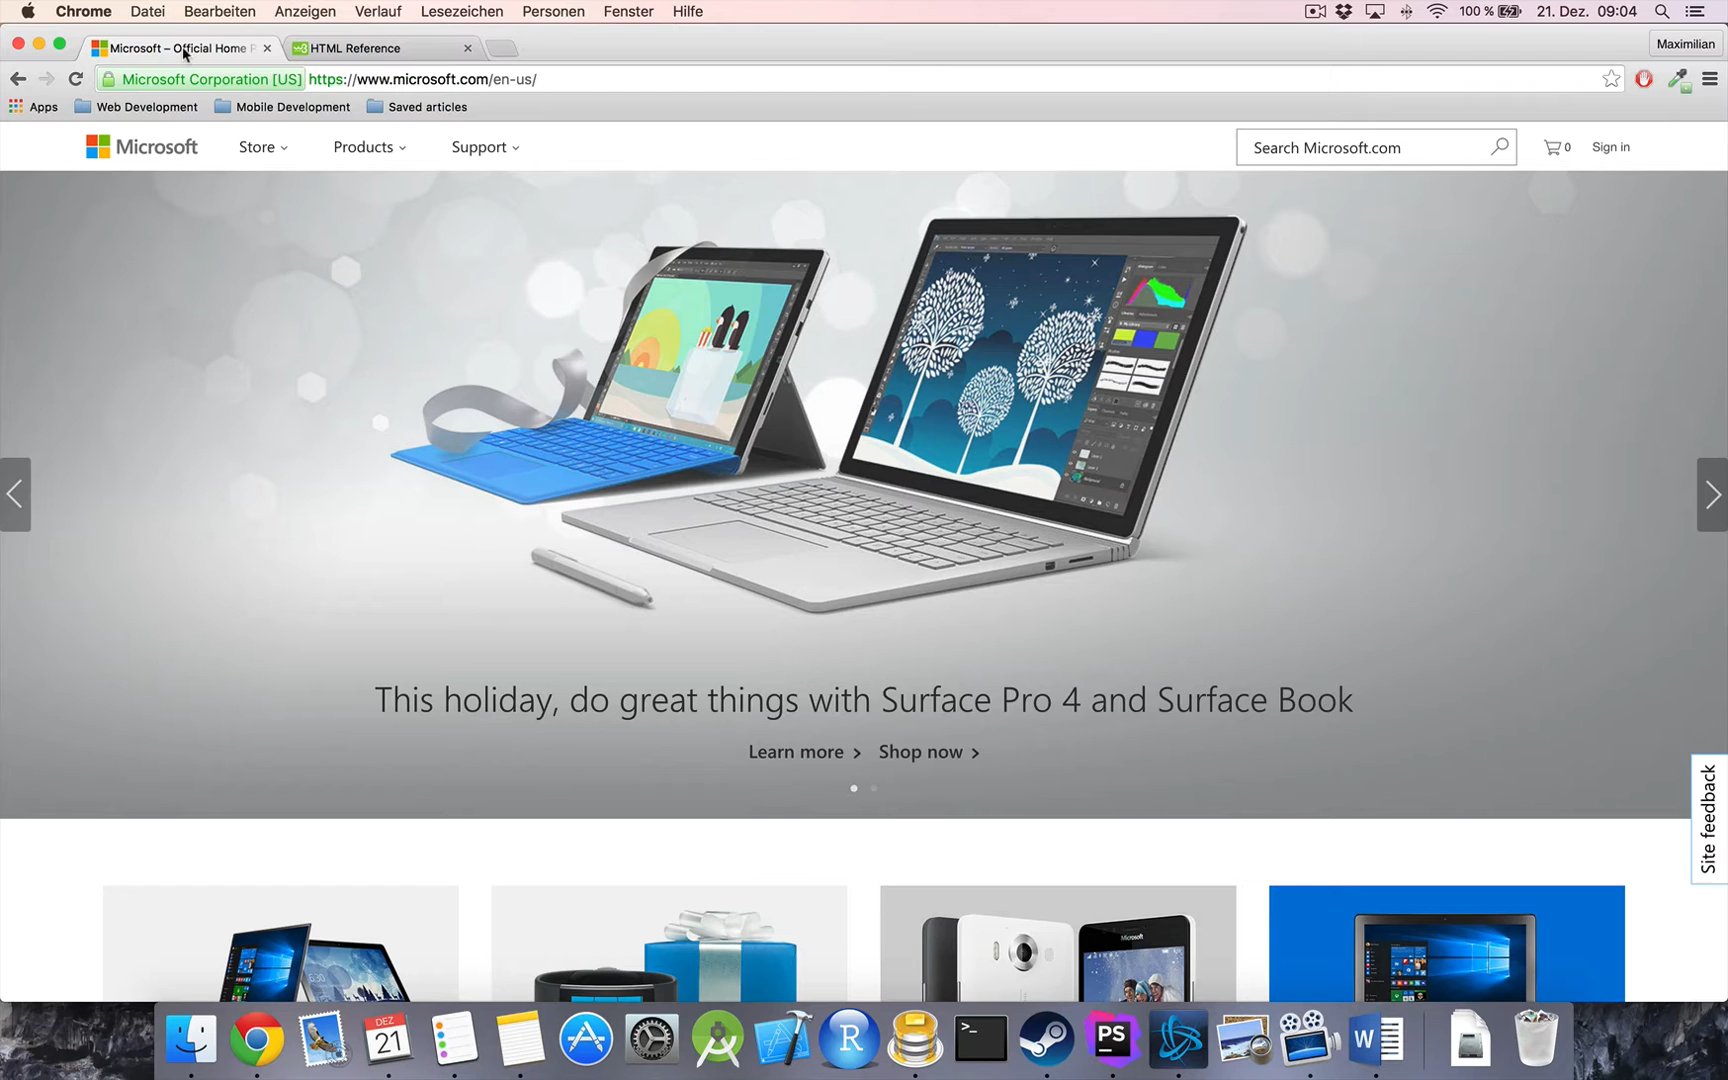 Chrome Datei Bearbeiten Anzeigen Verlauf Lesezeichen Personen Fenster Hilfe 100 % 21. Dez. 09:04
Microsoft – Official Home P HTML Reference Maximilian
Microsoft Corporation [US] https://www.microsoft.com/en-us/
Apps Web Development Mobile Development Saved articles
Microsoft Store Products Support Search Microsoft.com 0 Sign in
This holiday, do great things with Surface Pro 4 and Surface Book
Learn more Shop now
Site feedback
Microsoft
DEZ
21
R
>_
PS
W